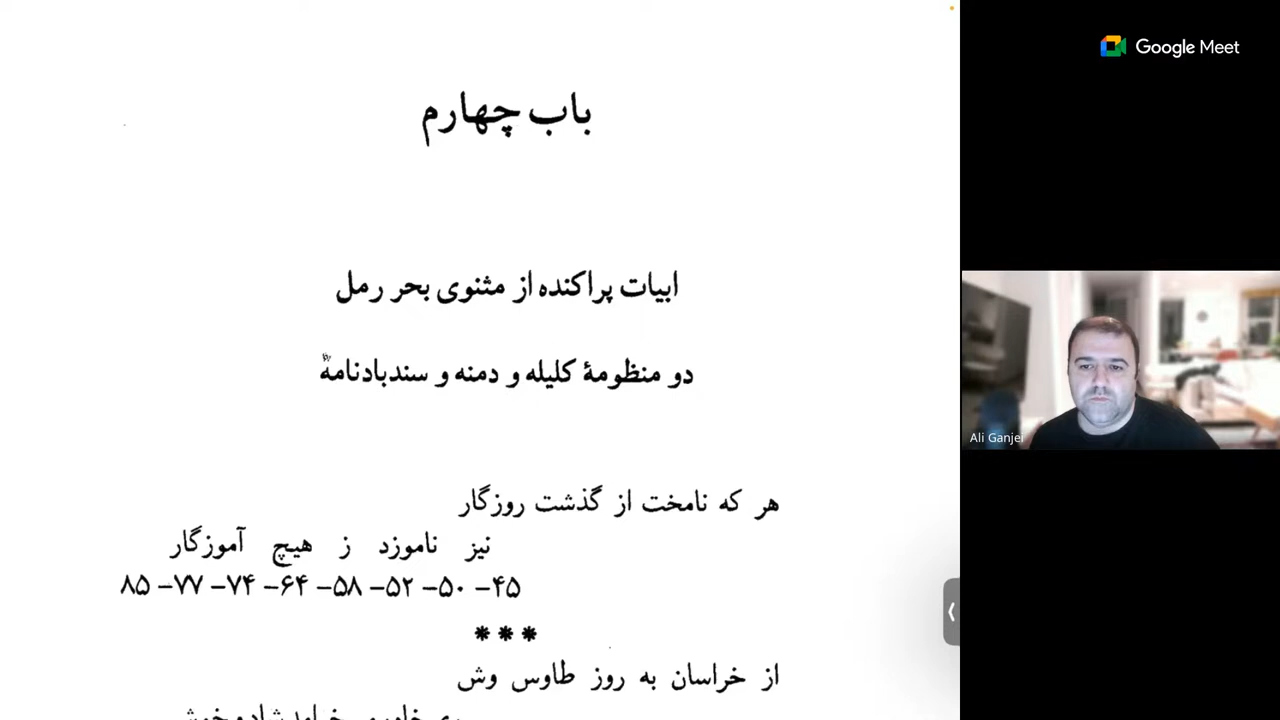 باب چهارم
ابیات پراکنده از مثنوی بحر رمل
دو منظومهٔ کلیله و دمنه و سندبادنامه
هر که نامخت از گذشت روزگار
نیز ناموزد ز هیچ آموزگار
۴۵- ۵۰- ۵۲- ۵۸- ۶۴- ۷۴- ۷۷- ۸۵
***
از خراسان به روز طاوس وش
Google Meet
Ali Ganjei